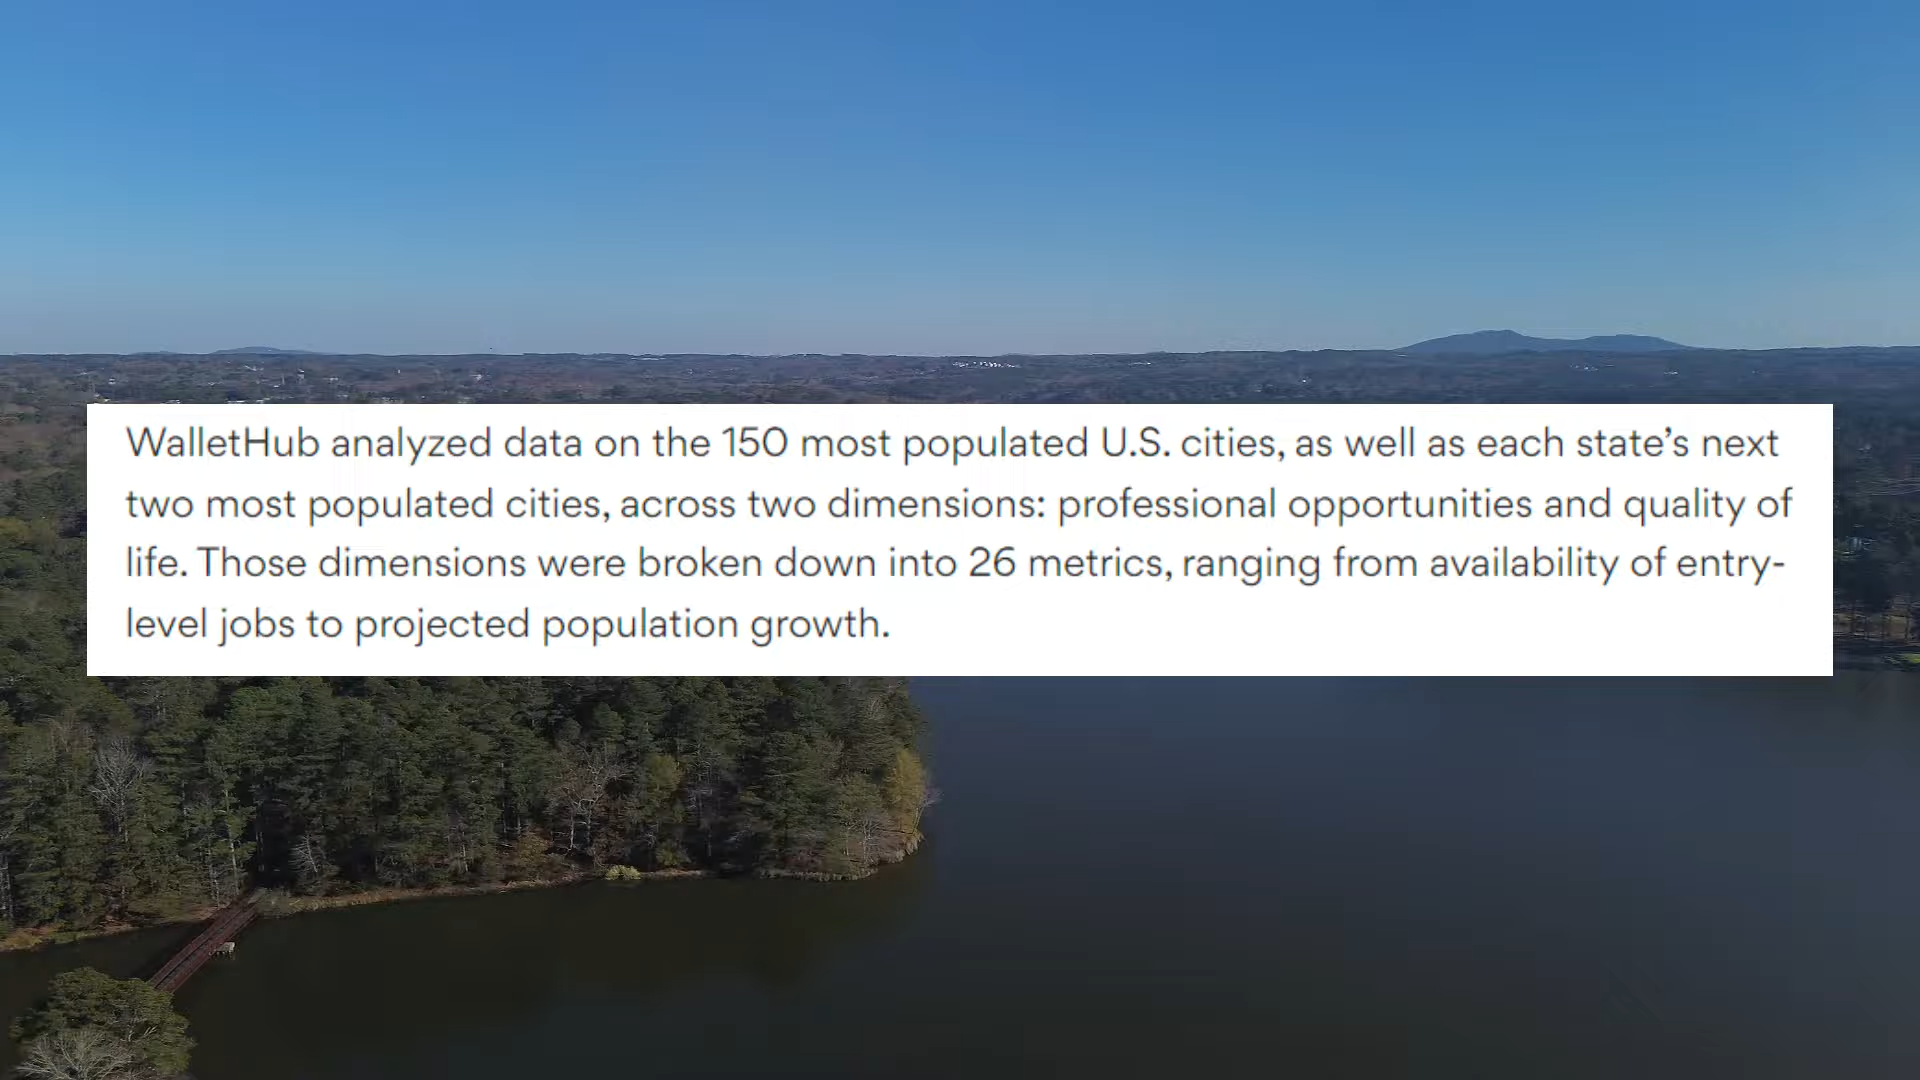 WalletHub analyzed data on the 150 most populated U.S. cities, as well as each state’s next
two most populated cities, across two dimensions: professional opportunities and quality of
life. Those dimensions were broken down into 26 metrics, ranging from availability of entry-
level jobs to projected population growth.